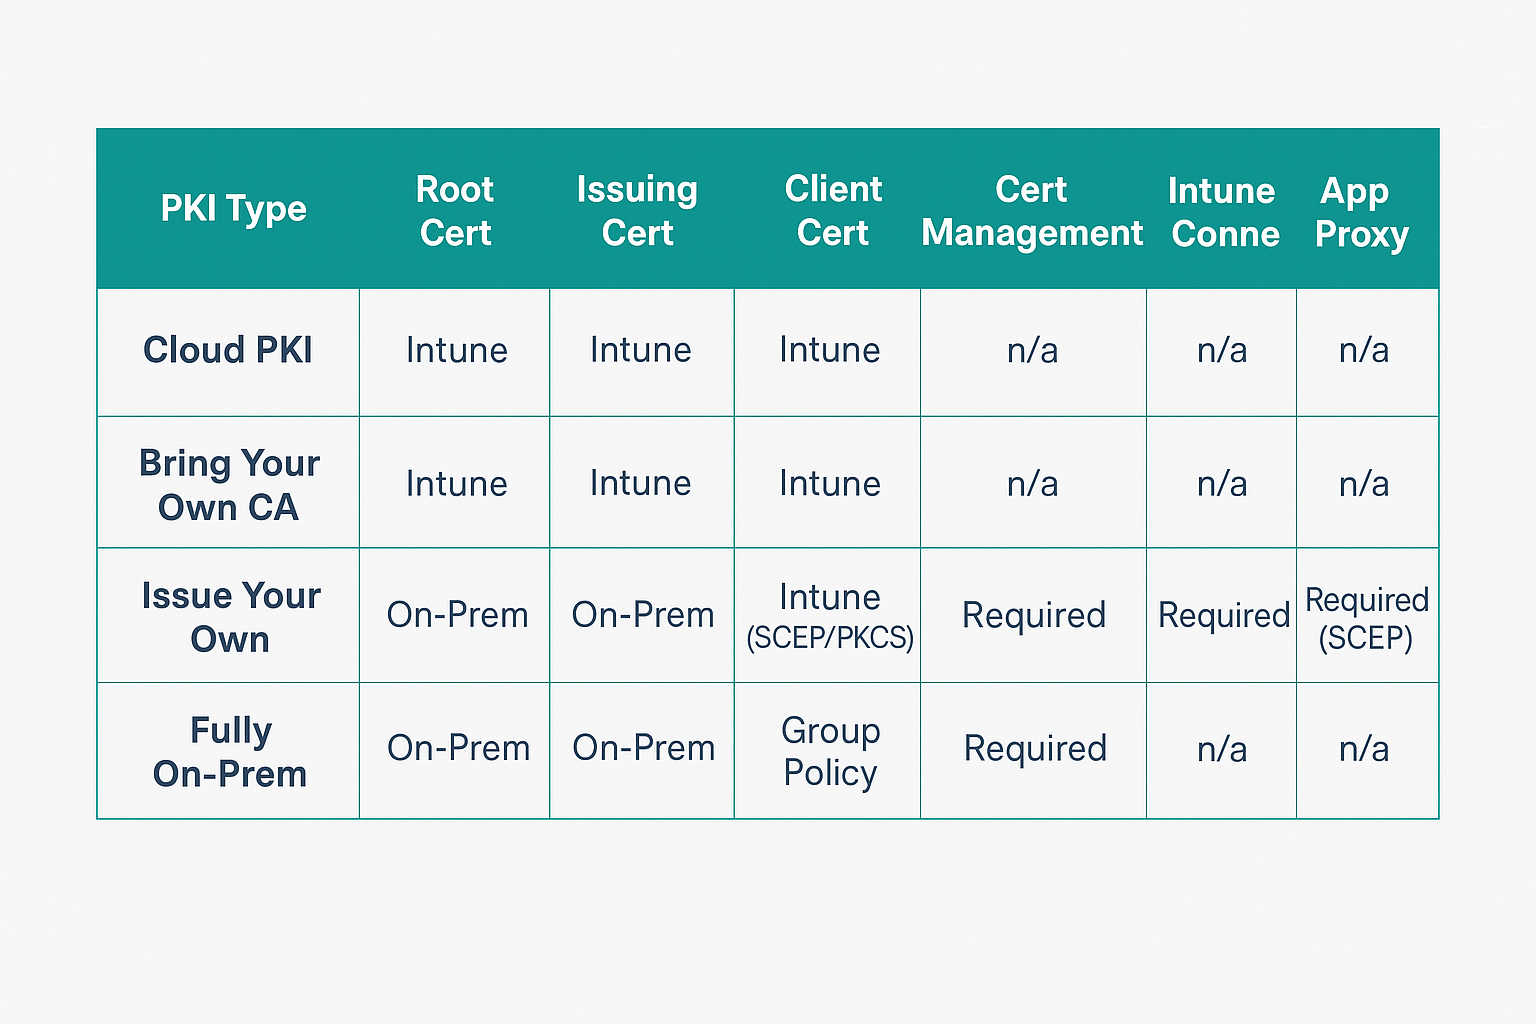 PKI Type
Root
Cert
Issuing
Cert
Client
Cert
Cert
Management
Intune
Conne
App
Proxy
Cloud PKI
Intune
Intune
Intune
n/a
n/a
n/a
Bring Your
Own CA
Intune
Intune
Intune
n/a
n/a
n/a
Issue Your
Own
On-Prem
On-Prem
Intune
(SCEP/PKCS)
Required
Required
Required
(SCEP)
Fully
On-Prem
On-Prem
On-Prem
Group
Policy
Required
n/a
n/a